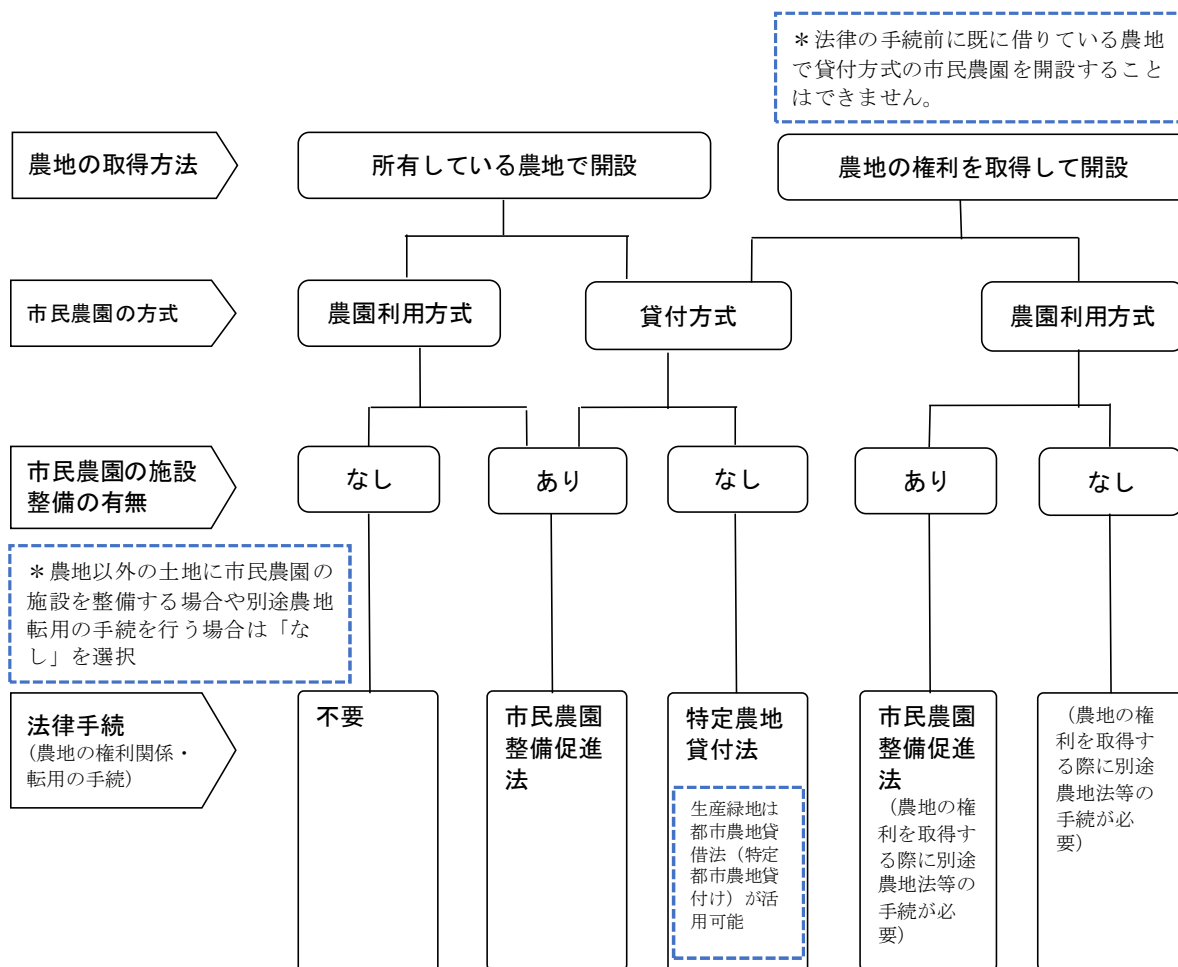 ＊法律の手続前に既に借りている農地
で貸付方式の市民農園を開設すること
はできません。
農地の取得方法
所有している農地で開設
農地の権利を取得して開設
市民農園の方式
農園利用方式
貸付方式
農園利用方式
市民農園の施設
整備の有無
なし
あり
なし
あり
なし
＊農地以外の土地に市民農園の
施設を整備する場合や別途農地
転用の手続を行う場合は「な
し」を選択
法律手続
（農地の権利関係・
転用の手続）
不要
市民農園
整備促進
法
特定農地
貸付法
生産緑地は
都市農地貸
借法（特定
都市農地貸
付け）が活
用可能
市民農園
整備促進
法
（農地の権
利を取得す
る際に別途
農地法等の
手続が必
要）
（農地の権
利を取得す
る際に別途
農地法等の
手続が必
要）